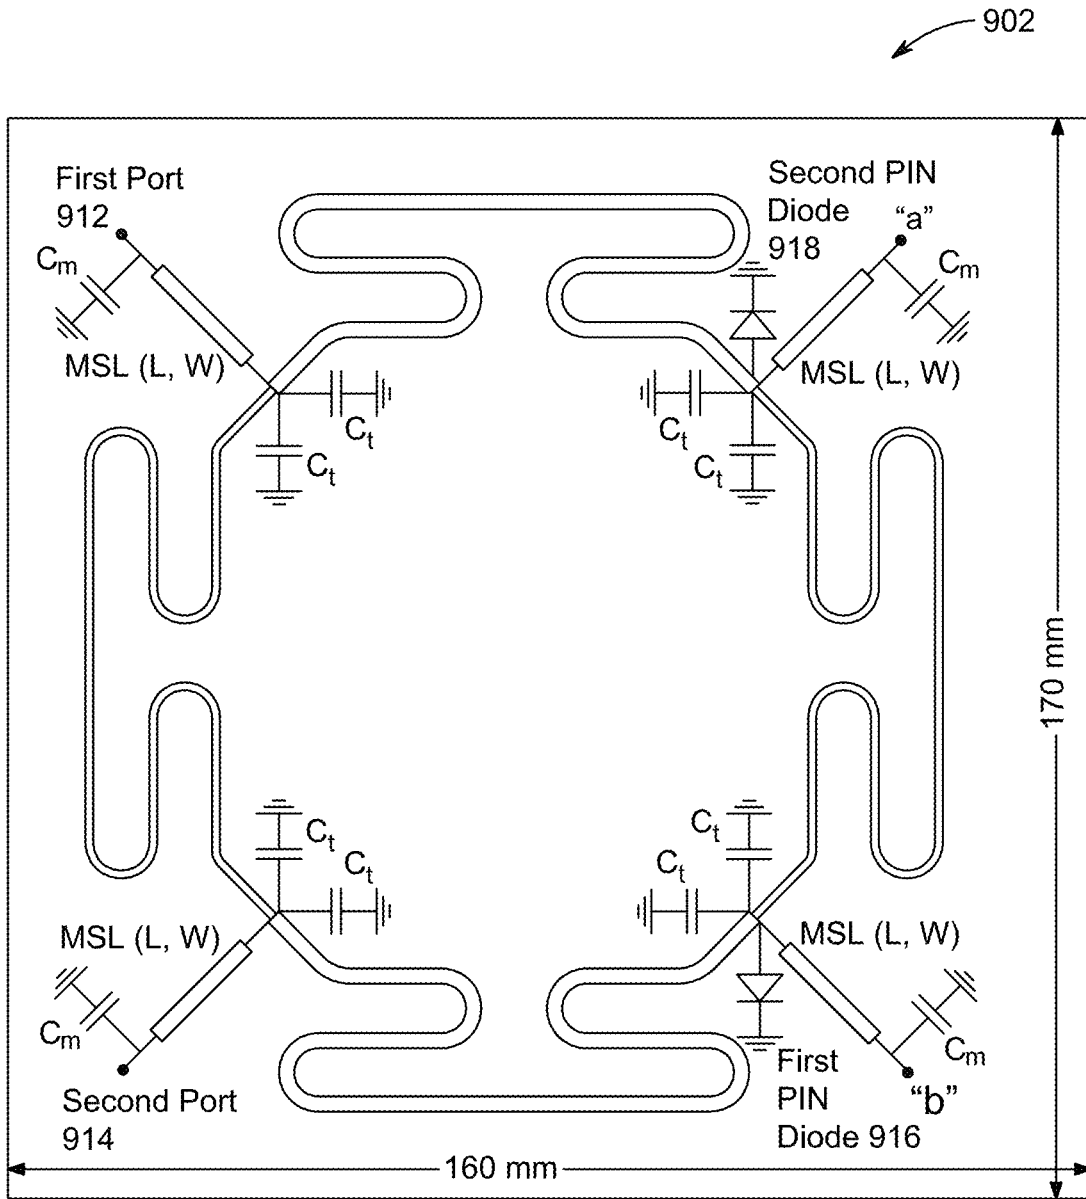 902
First Port
912
Second PIN
Diode
918
"a"
Cm
Cm
MSL (L, W)
MSL (L, W)
Ct
Ct
Ct
Ct
170 mm
Ct
Ct
Ct
Ct
MSL (L, W)
MSL (L, W)
Cm
Cm
Second Port
914
First
PIN
Diode 916
"b"
160 mm